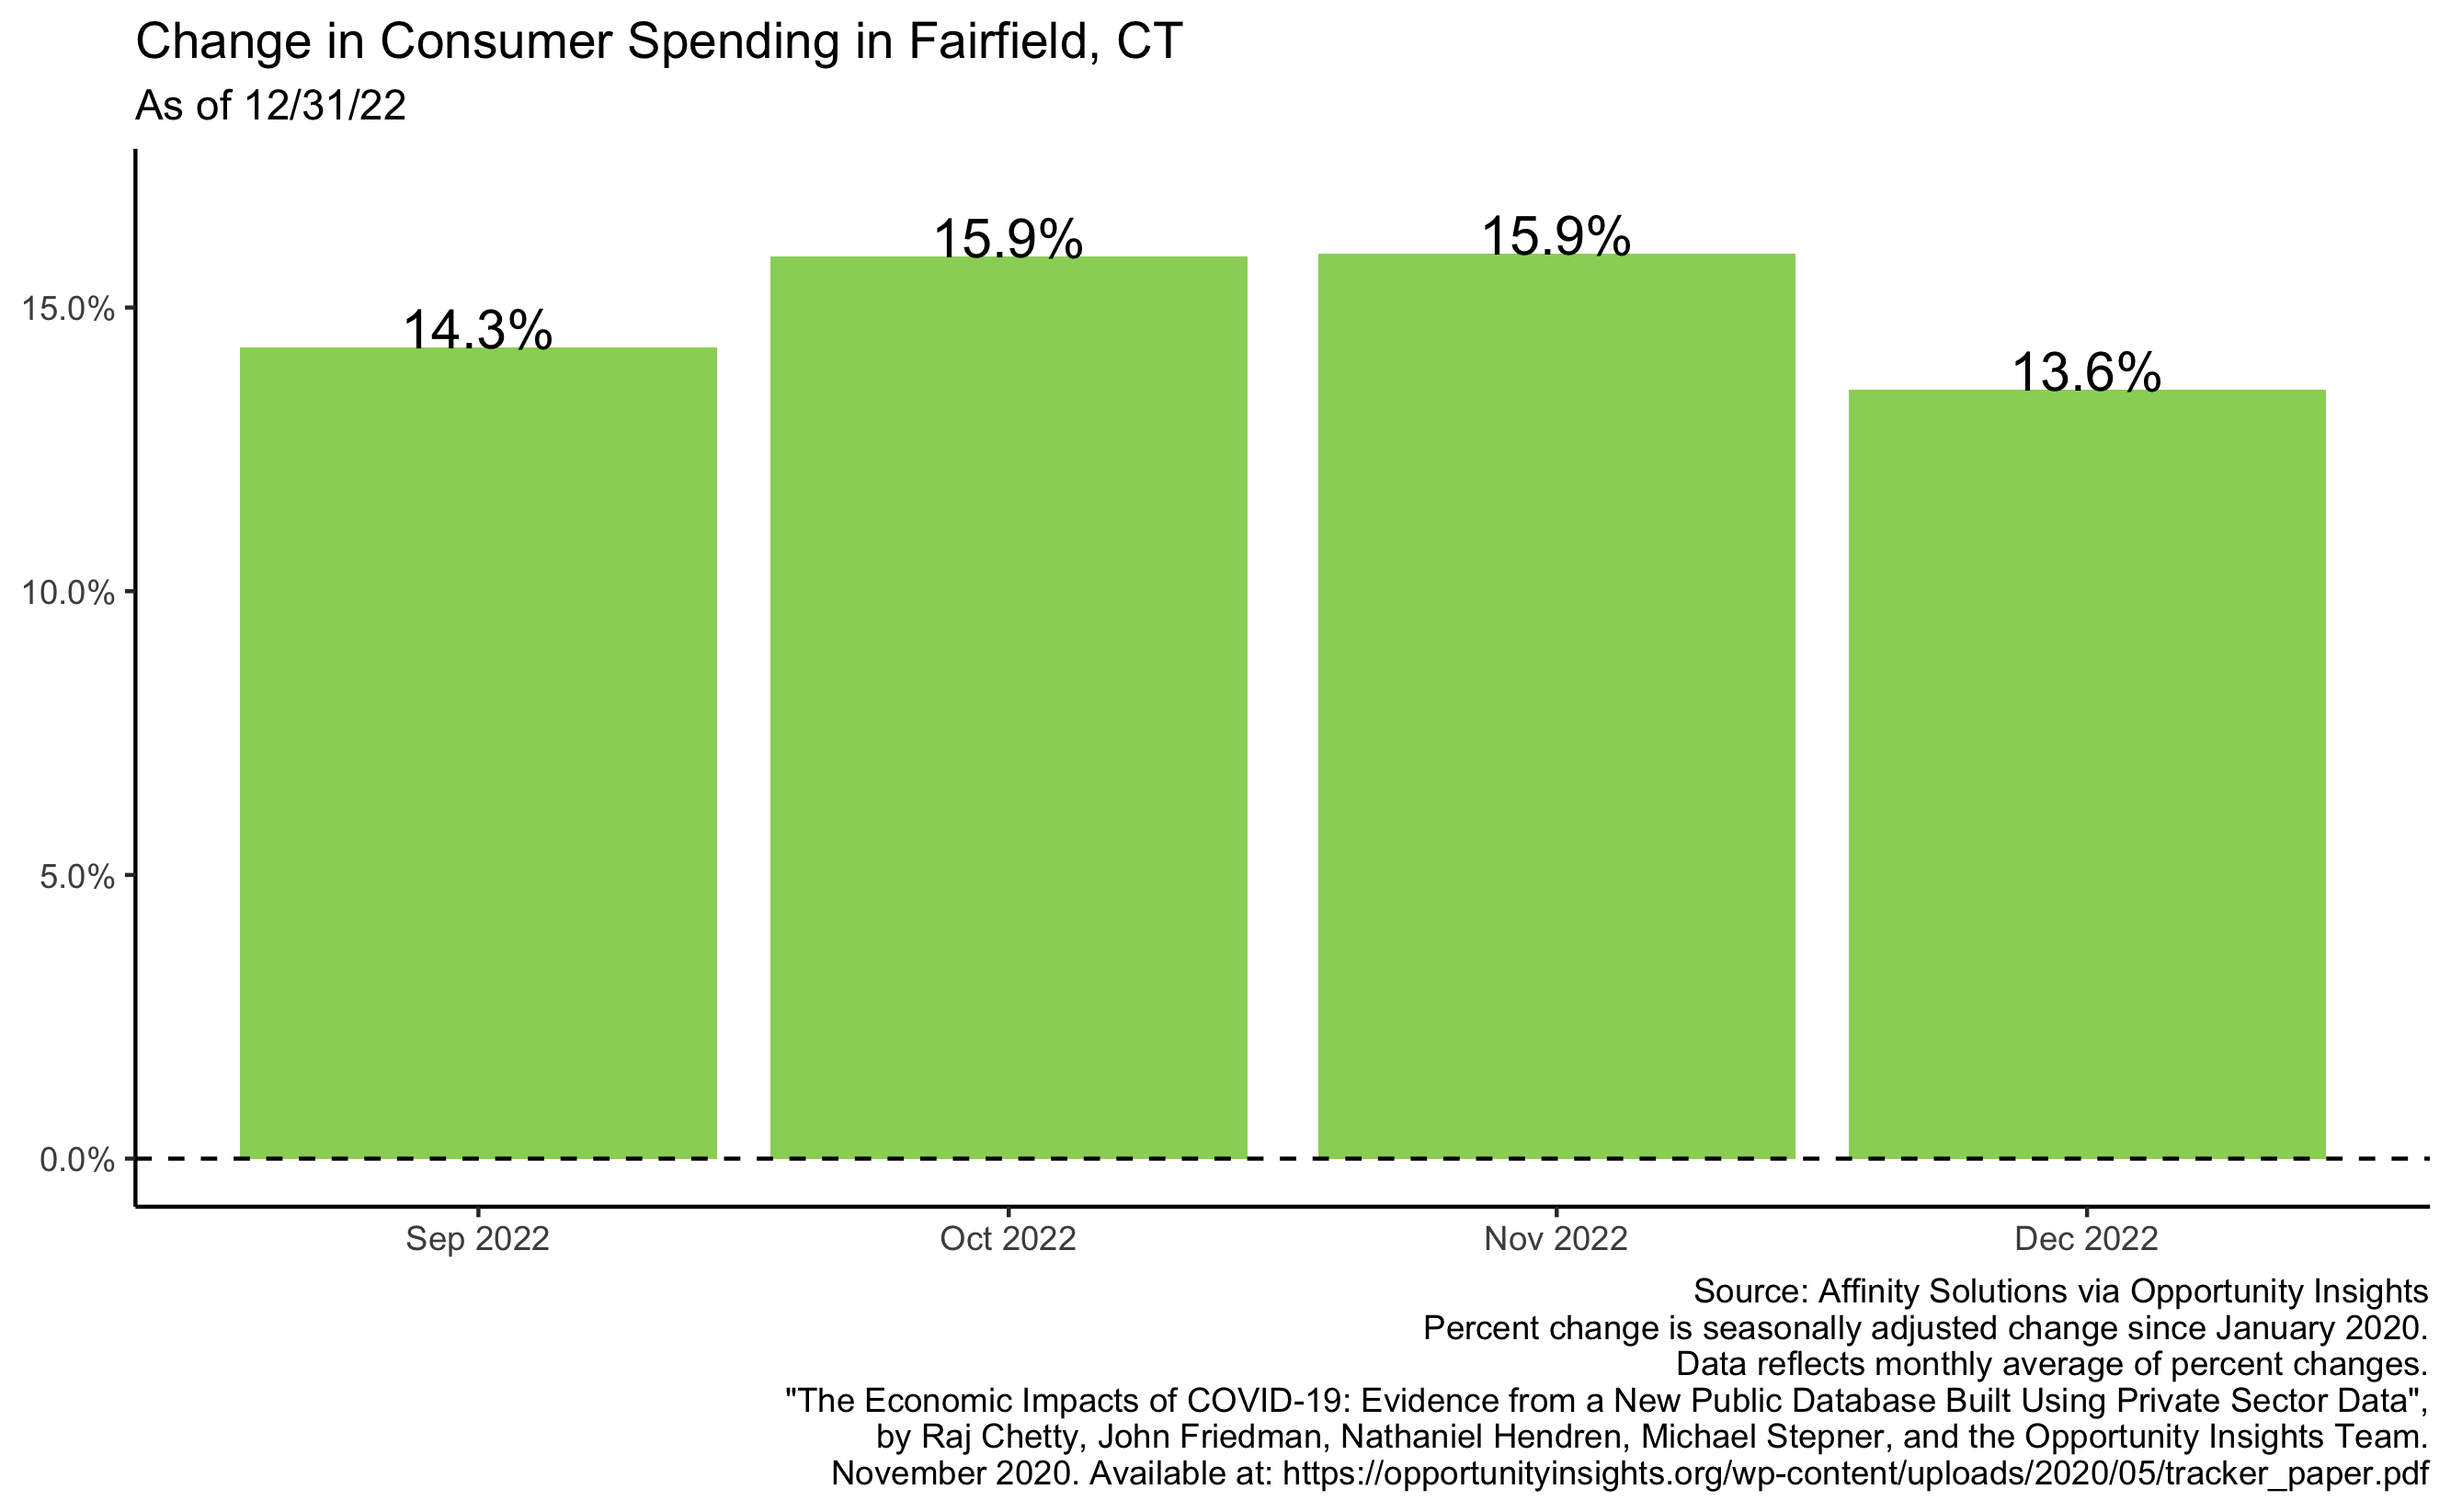 Change in Consumer Spending in Fairfield, CT
As of 12/31/22
15.9%
15.9%
14.3%
13.6%
15.0%
10.0%
5.0%
0.0%
Sep 2022
Oct 2022
Nov 2022
Dec 2022
Source: Affinity Solutions via Opportunity Insights
Percent change is seasonally adjusted change since January 2020.
Data reflects monthly average of percent changes.
"The Economic Impacts of COVID-19: Evidence from a New Public Database Built Using Private Sector Data",
by Raj Chetty, John Friedman, Nathaniel Hendren, Michael Stepner, and the Opportunity Insights Team.
November 2020. Available at: https://opportunityinsights.org/wp-content/uploads/2020/05/tracker_paper.pdf